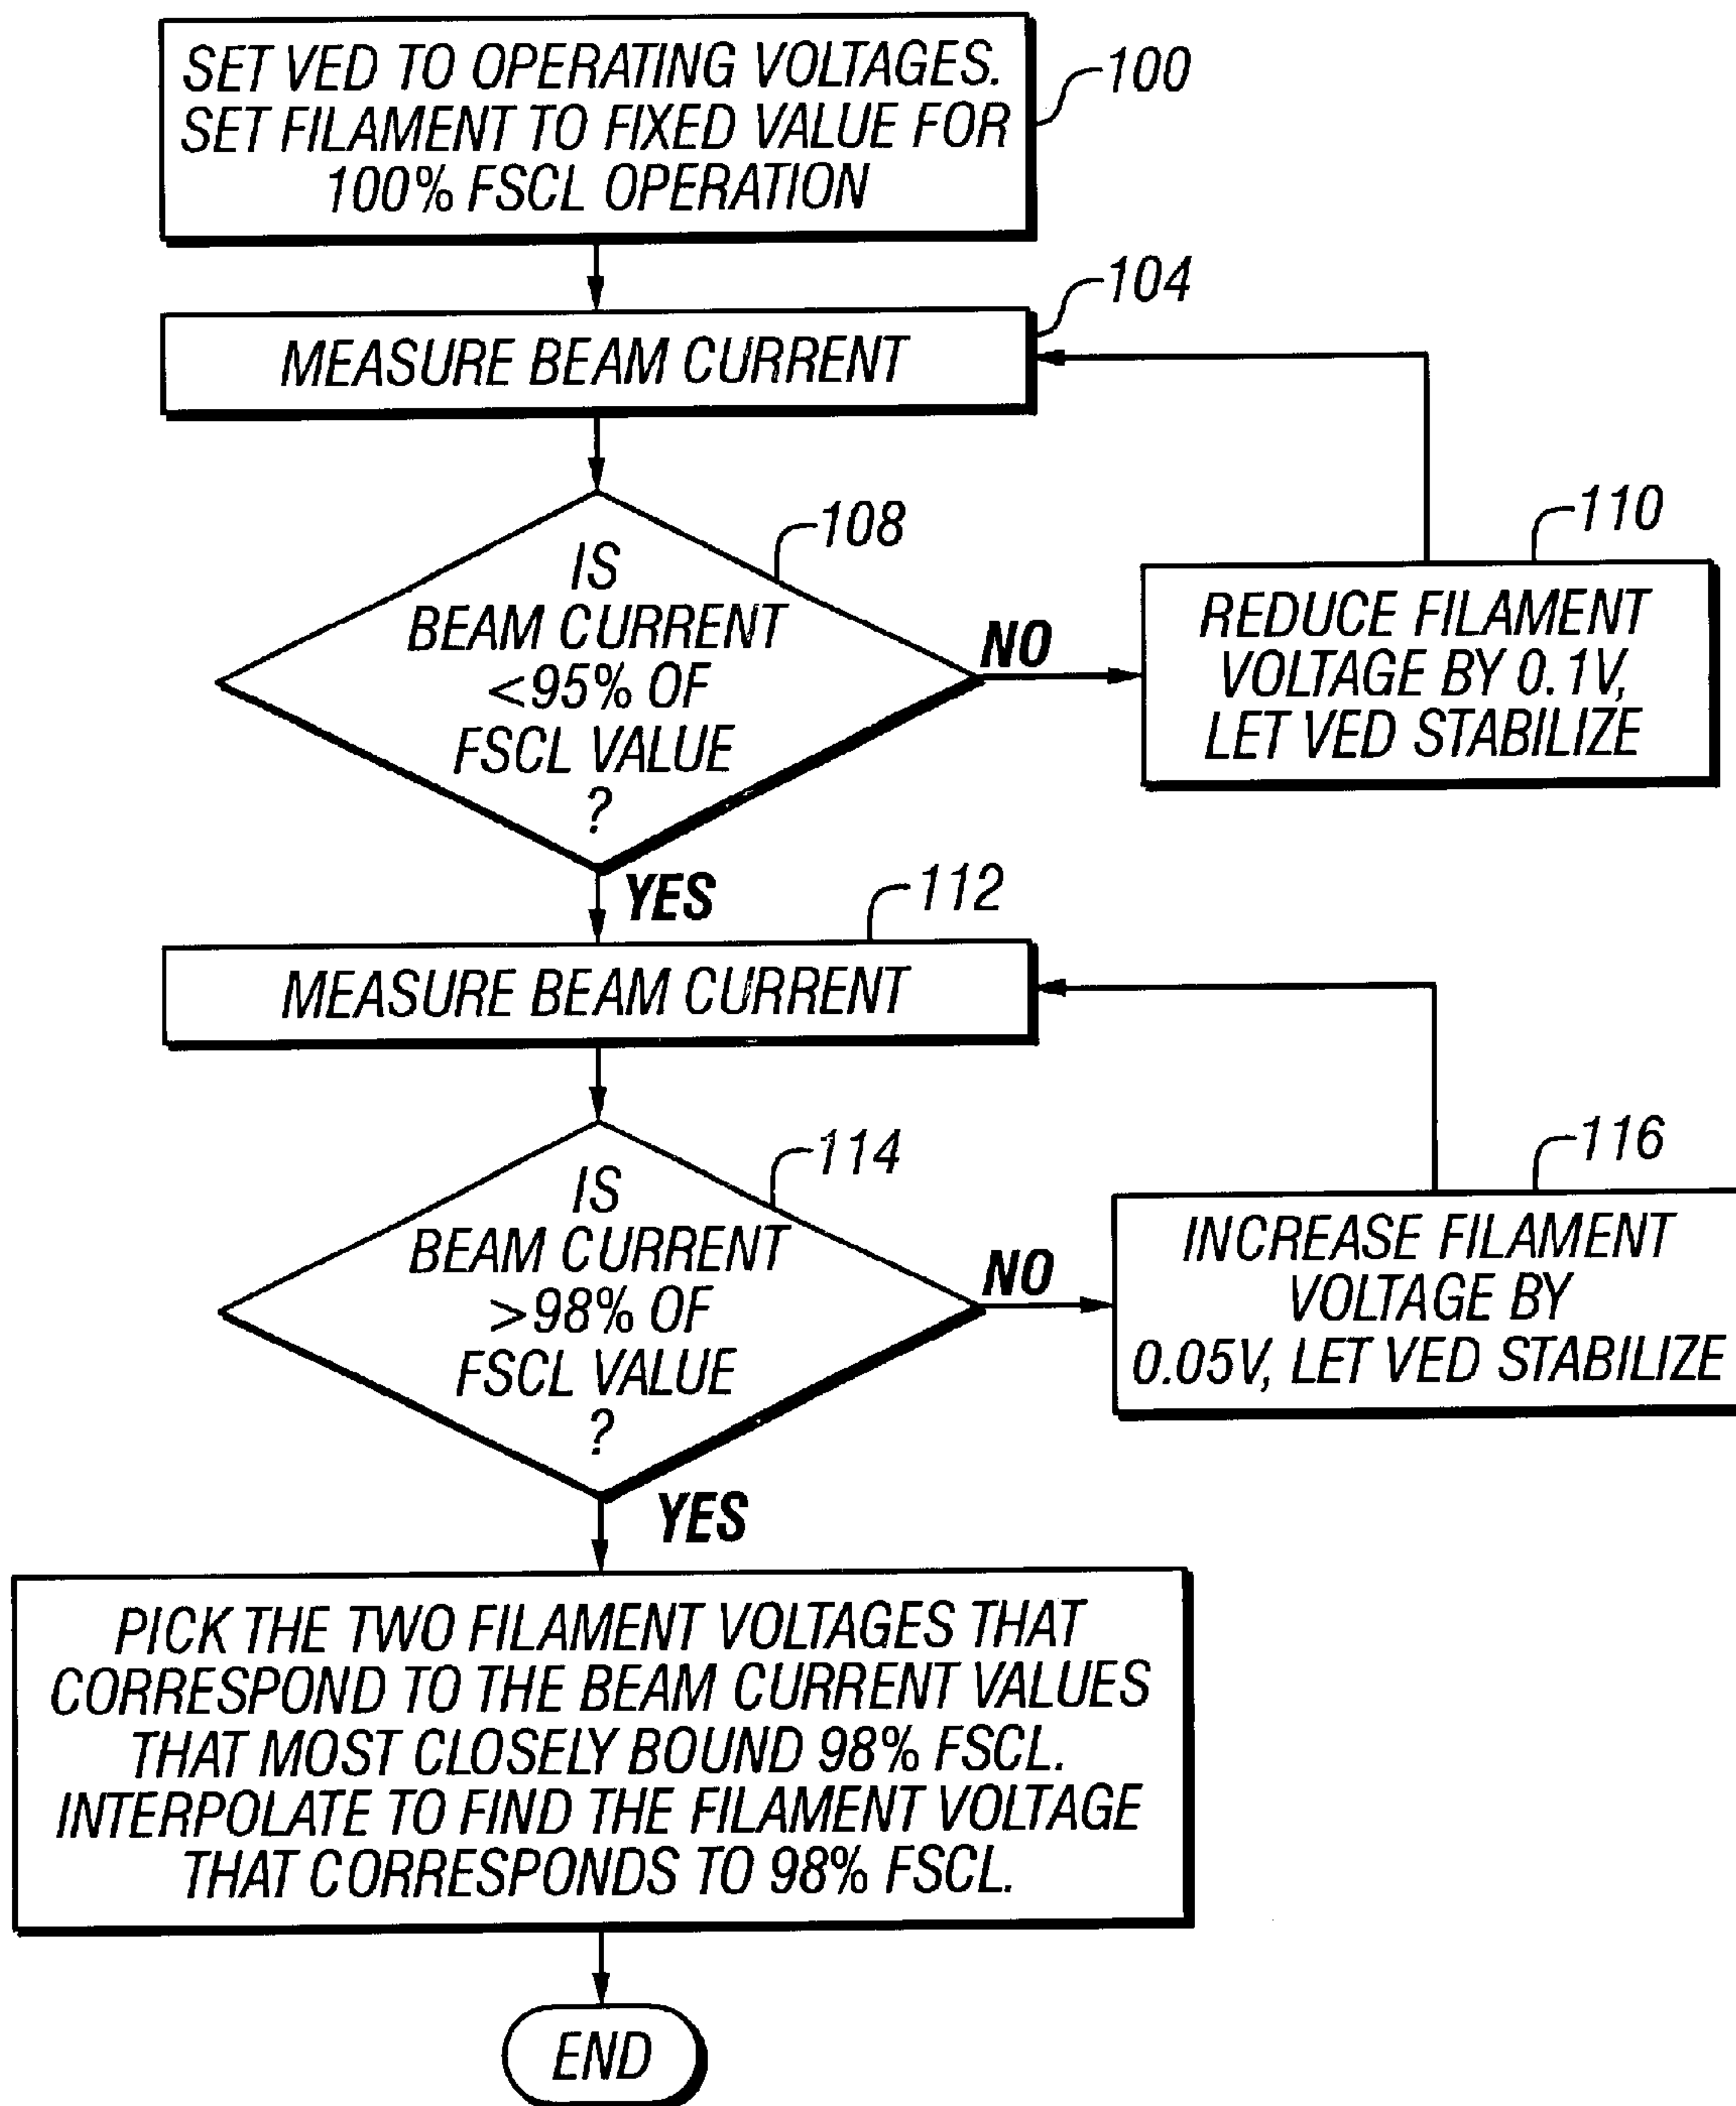 SET VED TO OPERATING VOLTAGES.
SET FILAMENT TO FIXED VALUE FOR
100% FSCL OPERATION
100
MEASURE BEAM CURRENT
104
IS
BEAM CURRENT
<95% OF
FSCL VALUE
?
108
NO
REDUCE FILAMENT
VOLTAGE BY 0.1V,
LET VED STABILIZE
110
YES
MEASURE BEAM CURRENT
112
IS
BEAM CURRENT
>98% OF
FSCL VALUE
?
114
NO
INCREASE FILAMENT
VOLTAGE BY
0.05V, LET VED STABILIZE
116
YES
PICK THE TWO FILAMENT VOLTAGES THAT
CORRESPOND TO THE BEAM CURRENT VALUES
THAT MOST CLOSELY BOUND 98% FSCL.
INTERPOLATE TO FIND THE FILAMENT VOLTAGE
THAT CORRESPONDS TO 98% FSCL.
END